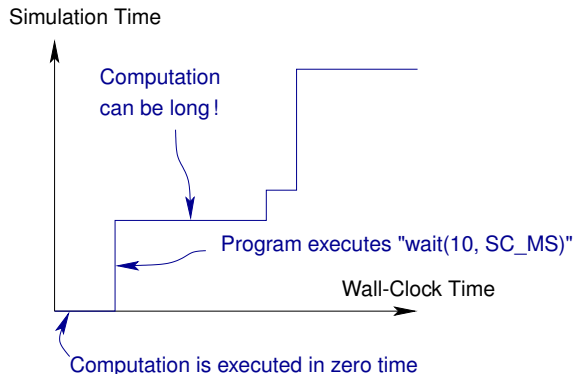 Simulation Time
Computation
can be long!
Program executes "wait(10, SC_MS)"
Wall-Clock Time
Computation is executed in zero time